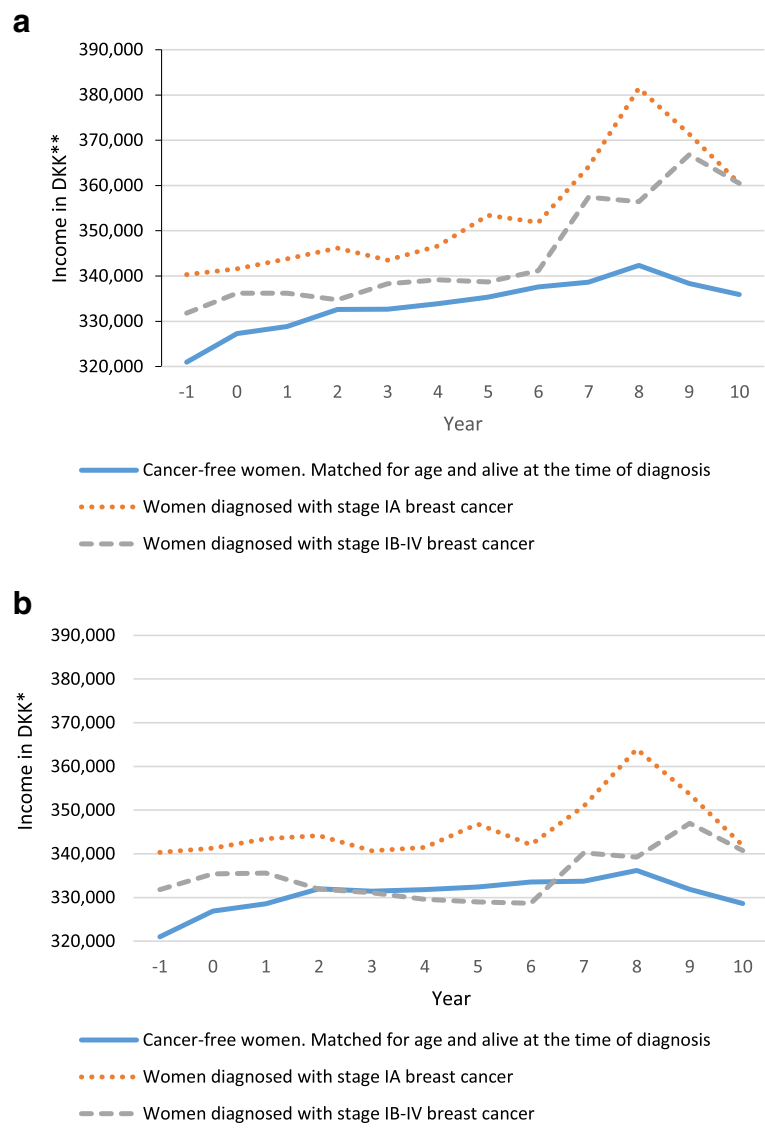 a
390,000
380,000
370,000
360,000
350,000
340,000
330,000
320,000
Income in DKK**
-1 0 1 2 3 4 5 6 7 8 9 10
Year
Cancer-free women. Matched for age and alive at the time of diagnosis
Women diagnosed with stage IA breast cancer
Women diagnosed with stage IB-IV breast cancer
b
390,000
380,000
370,000
360,000
350,000
340,000
330,000
320,000
Income in DKK*
-1 0 1 2 3 4 5 6 7 8 9 10
Year
Cancer-free women. Matched for age and alive at the time of diagnosis
Women diagnosed with stage IA breast cancer
Women diagnosed with stage IB-IV breast cancer